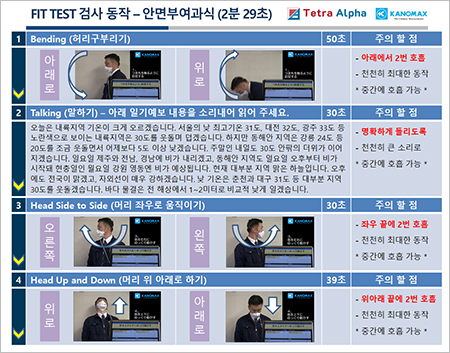 FIT TEST 검사 동작 – 안면부여과식 (2분 29초)
Tetra Alpha
KANOMAX
1 Bending (허리구부리기) 50초 주의 할 점
아래로
위로
- 아래에서 2번 호흡
- 천천히 최대한 동작
* 중간에 호흡 가능 *
2 Talking (말하기) – 아래 일기예보 내용을 소리내어 읽어 주세요. 30초 주의 할 점
오늘은 내륙지역 기온이 크게 오르겠습니다. 서울의 낮 최고기온 31도, 대전 32도, 광주 33도 등
노란색으로 보이는 내륙지역은 30도를 웃돌며 덥겠습니다. 하지만 동해안 지역은 강릉 24도 등
20도를 조금 웃돌면서 어제보다 5도 이상 낮겠습니다. 주말인 내일도 30도 안팎의 더위가 이어
지겠습니다. 일요일 제주와 전남, 경남에 비가 내리겠고, 동해안 지역도 일요일 오후부터 비가
시작돼 현충일인 월요일 강원 영동엔 비가 예상됩니다. 현재 대부분 지역 맑은 하늘입니다. 오후
에도 전국이 맑겠고, 자외선이 매우 강하겠습니다. 낮 기온은 춘천과 대구 31도 등 대부분 지역
30도를 웃돌겠습니다. 바다 물결은 전 해상에서 1~2미터로 비교적 낮게 일겠습니다.
- 명확하게 들리도록
- 천천히 큰 소리로
* 중간에 호흡 가능 *
3 Head Side to Side (머리 좌우로 움직이기) 30초 주의 할 점
오른쪽
왼쪽
- 좌우 끝에 2번 호흡
- 천천히 최대한 동작
* 중간에 호흡 가능 *
4 Head Up and Down (머리 위 아래로 하기) 39초 주의 할 점
위로
아래로
- 위아래 끝에 2번 호흡
- 천천히 최대한 동작
* 중간에 호흡 가능 *